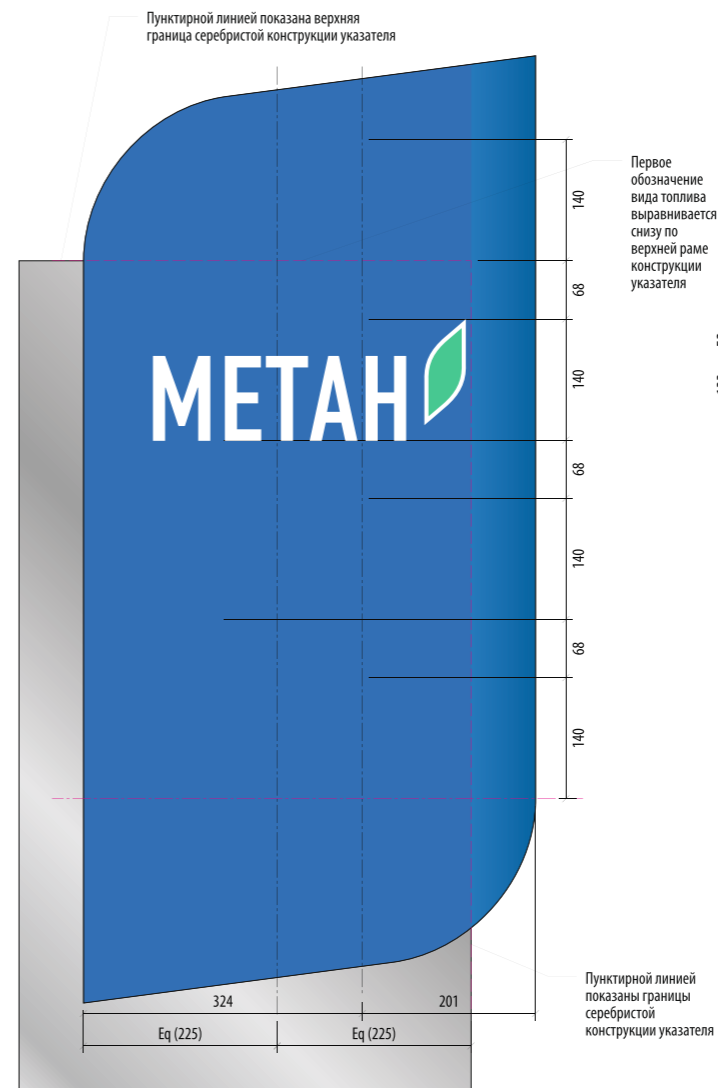 Пунктирной линией показана верхняя
граница серебристой конструкции указателя
Первое
обозначение
вида топлива
выравнивается
снизу по
верхней раме
конструкции
указателя
140
68
МЕТАН
140
68
140
68
140
Пунктирной линией
показаны границы
серебристой
конструкции указателя
324
201
Eq (225)
Eq (225)